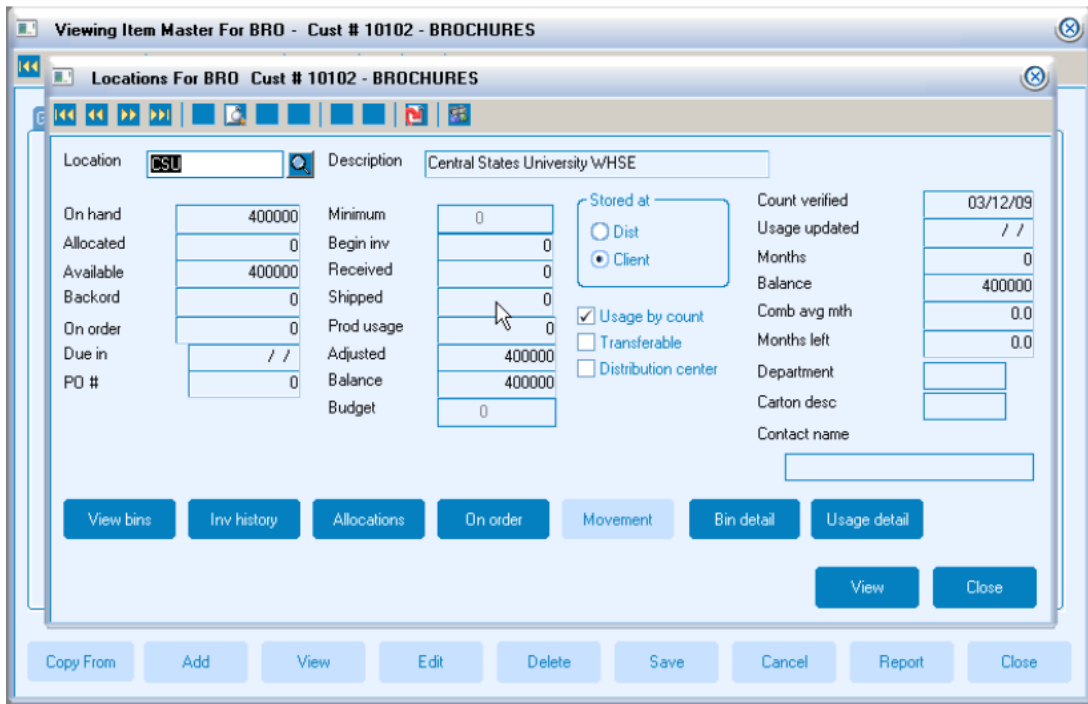 Viewing Item Master For BRO - Cust # 10102 - BROCHURES
Locations For BRO Cust # 10102 - BROCHURES
Location CSU Description Central States University WHSE
On hand 400000
Allocated 0
Available 400000
Backord 0
On order 0
Due in / /
PO # 0
Minimum 0
Begin inv 0
Received 0
Shipped 0
Prod usage 0
Adjusted 400000
Balance 400000
Budget 0
Stored at
Dist
Client
Usage by count
Transferable
Distribution center
Count verified 03/12/09
Usage updated / /
Months 0
Balance 400000
Comb avg mth 0.0
Months left 0.0
Department
Carton desc
Contact name
View bins Inv history Allocations On order Movement Bin detail Usage detail
View Close
Copy From Add View Edit Delete Save Cancel Report Close